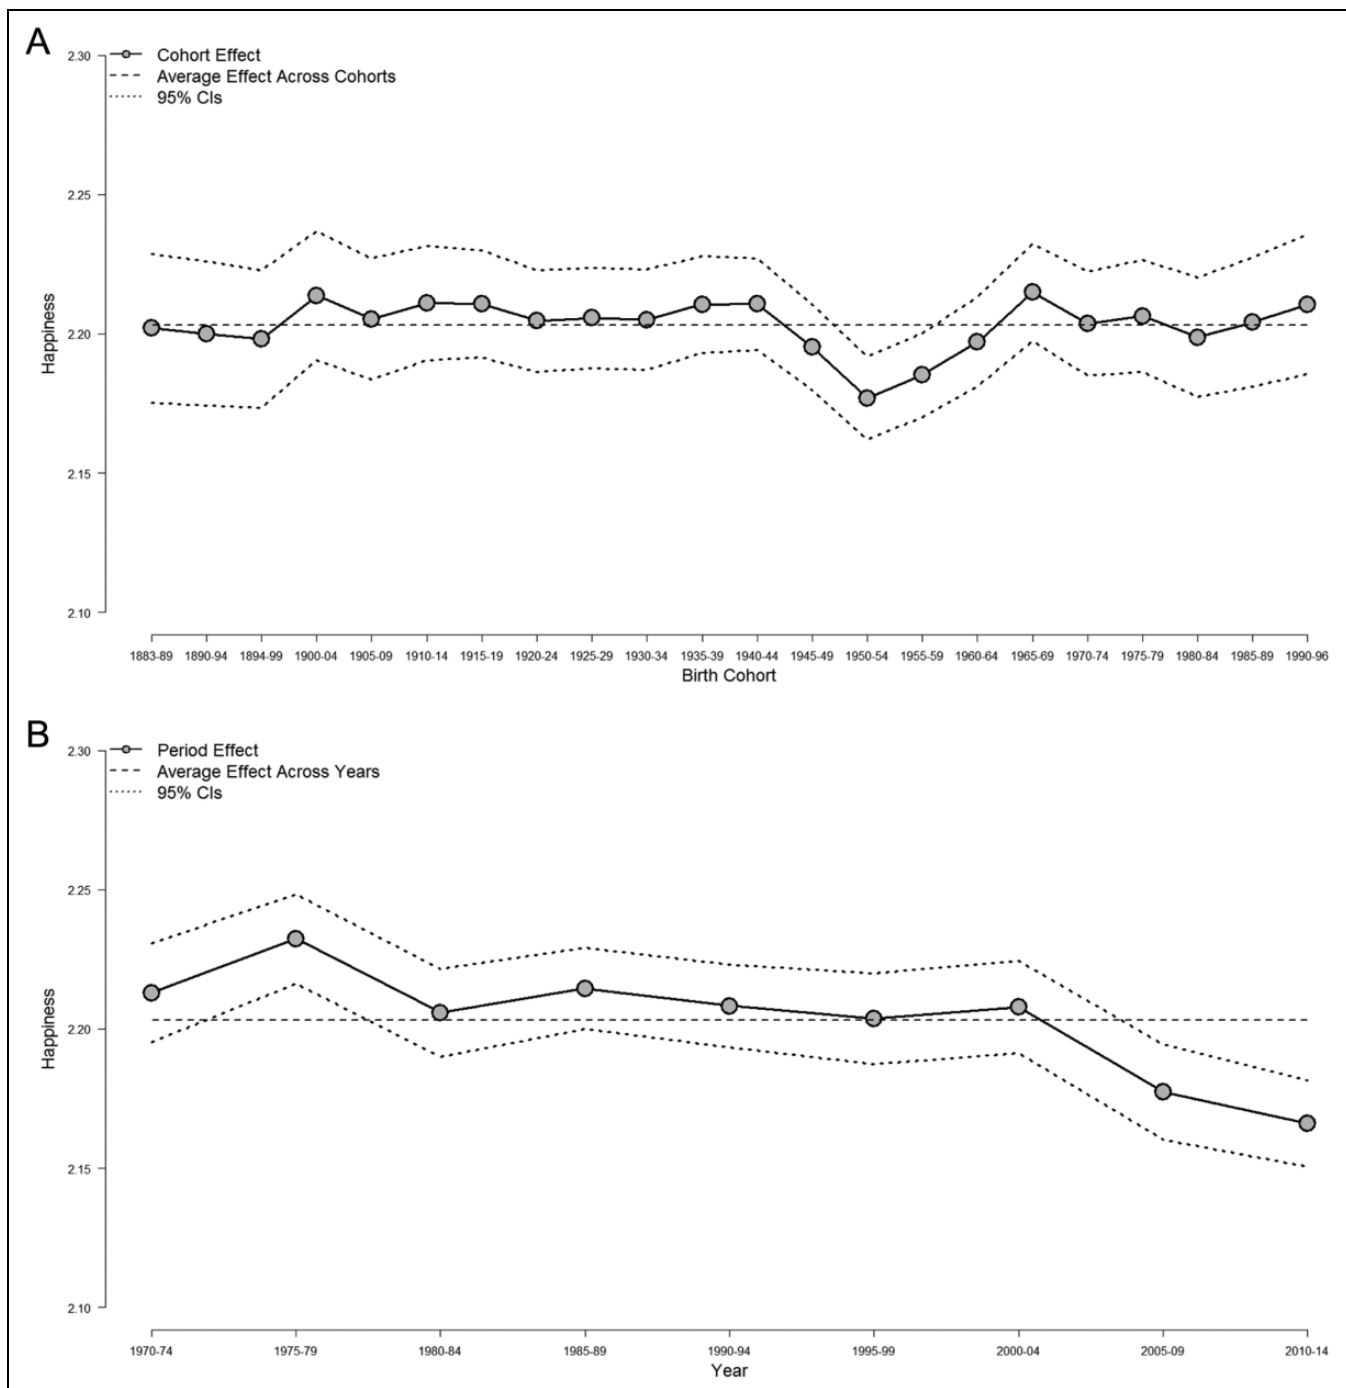 A
2.30
Cohort Effect
Average Effect Across Cohorts
95% CIs
2.25
2.20
2.15
2.10
Happiness
1883-89 1890-94 1894-99 1900-04 1905-09 1910-14 1915-19 1920-24 1925-29 1930-34 1935-39 1940-44 1945-49 1950-54 1955-59 1960-64 1965-69 1970-74 1975-79 1980-84 1985-89 1990-96
Birth Cohort
B
2.30
Period Effect
Average Effect Across Years
95% CIs
2.25
2.20
2.15
2.10
Happiness
1970-74 1975-79 1980-84 1985-89 1990-94 1995-99 2000-04 2005-09 2010-14
Year